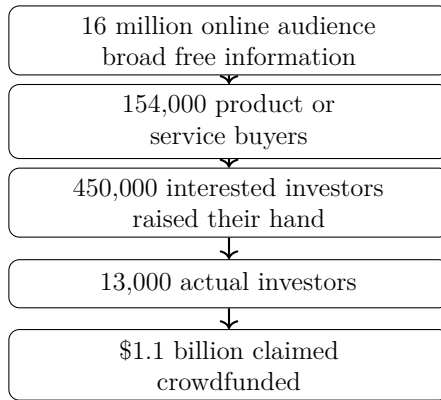 16 million online audience
broad free information
154,000 product or
service buyers
450,000 interested investors
raised their hand
13,000 actual investors
$1.1 billion claimed
crowdfunded